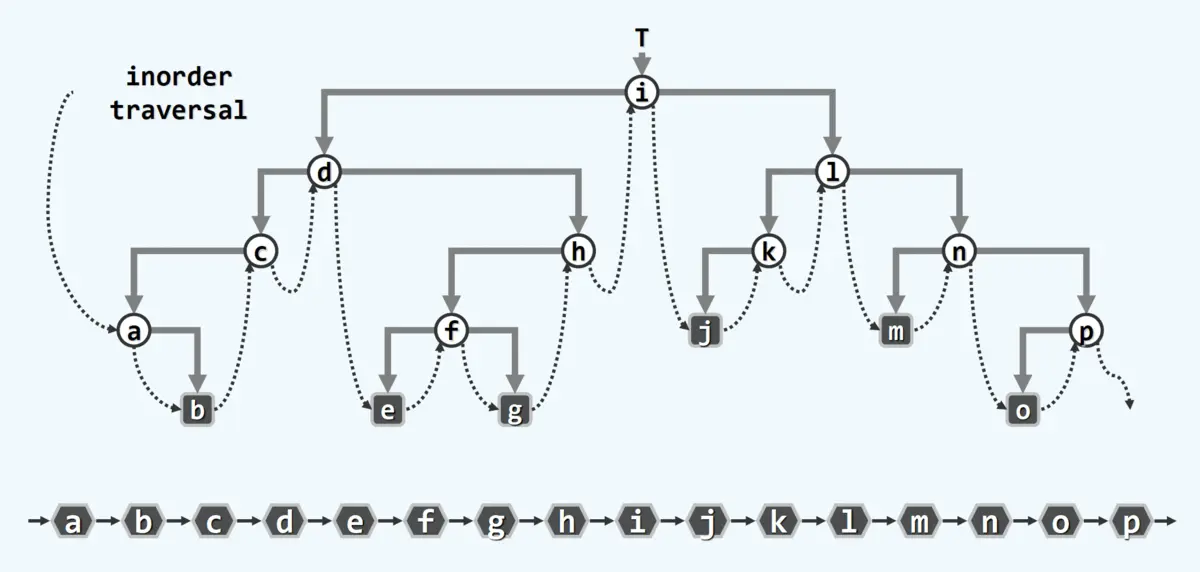 T
inorder
traversal
i
d l
c h k n
a f j m p
b e g o
a b c d e f g h i j k l m n o p